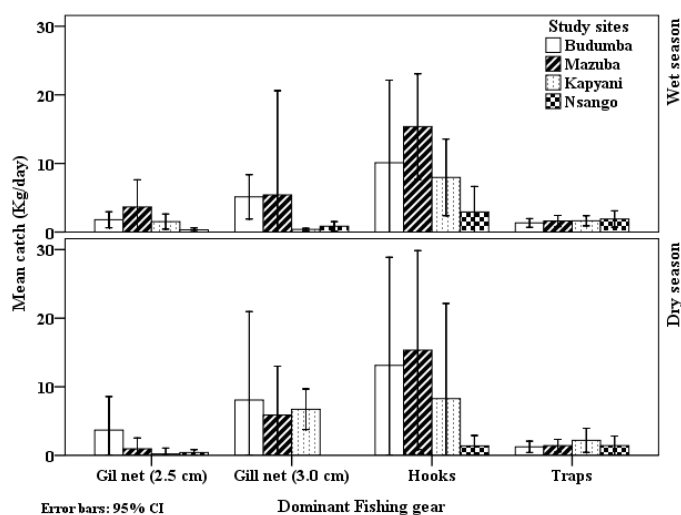 Study sites
Budumba
Mazuba
Kapyani
Nsango
Wet season
30
20
10
0
Mean catch (Kg/day)
Dry season
30
20
10
0
Gil net (2.5 cm) Gill net (3.0 cm) Hooks Traps
Error bars: 95% CI Dominant Fishing gear